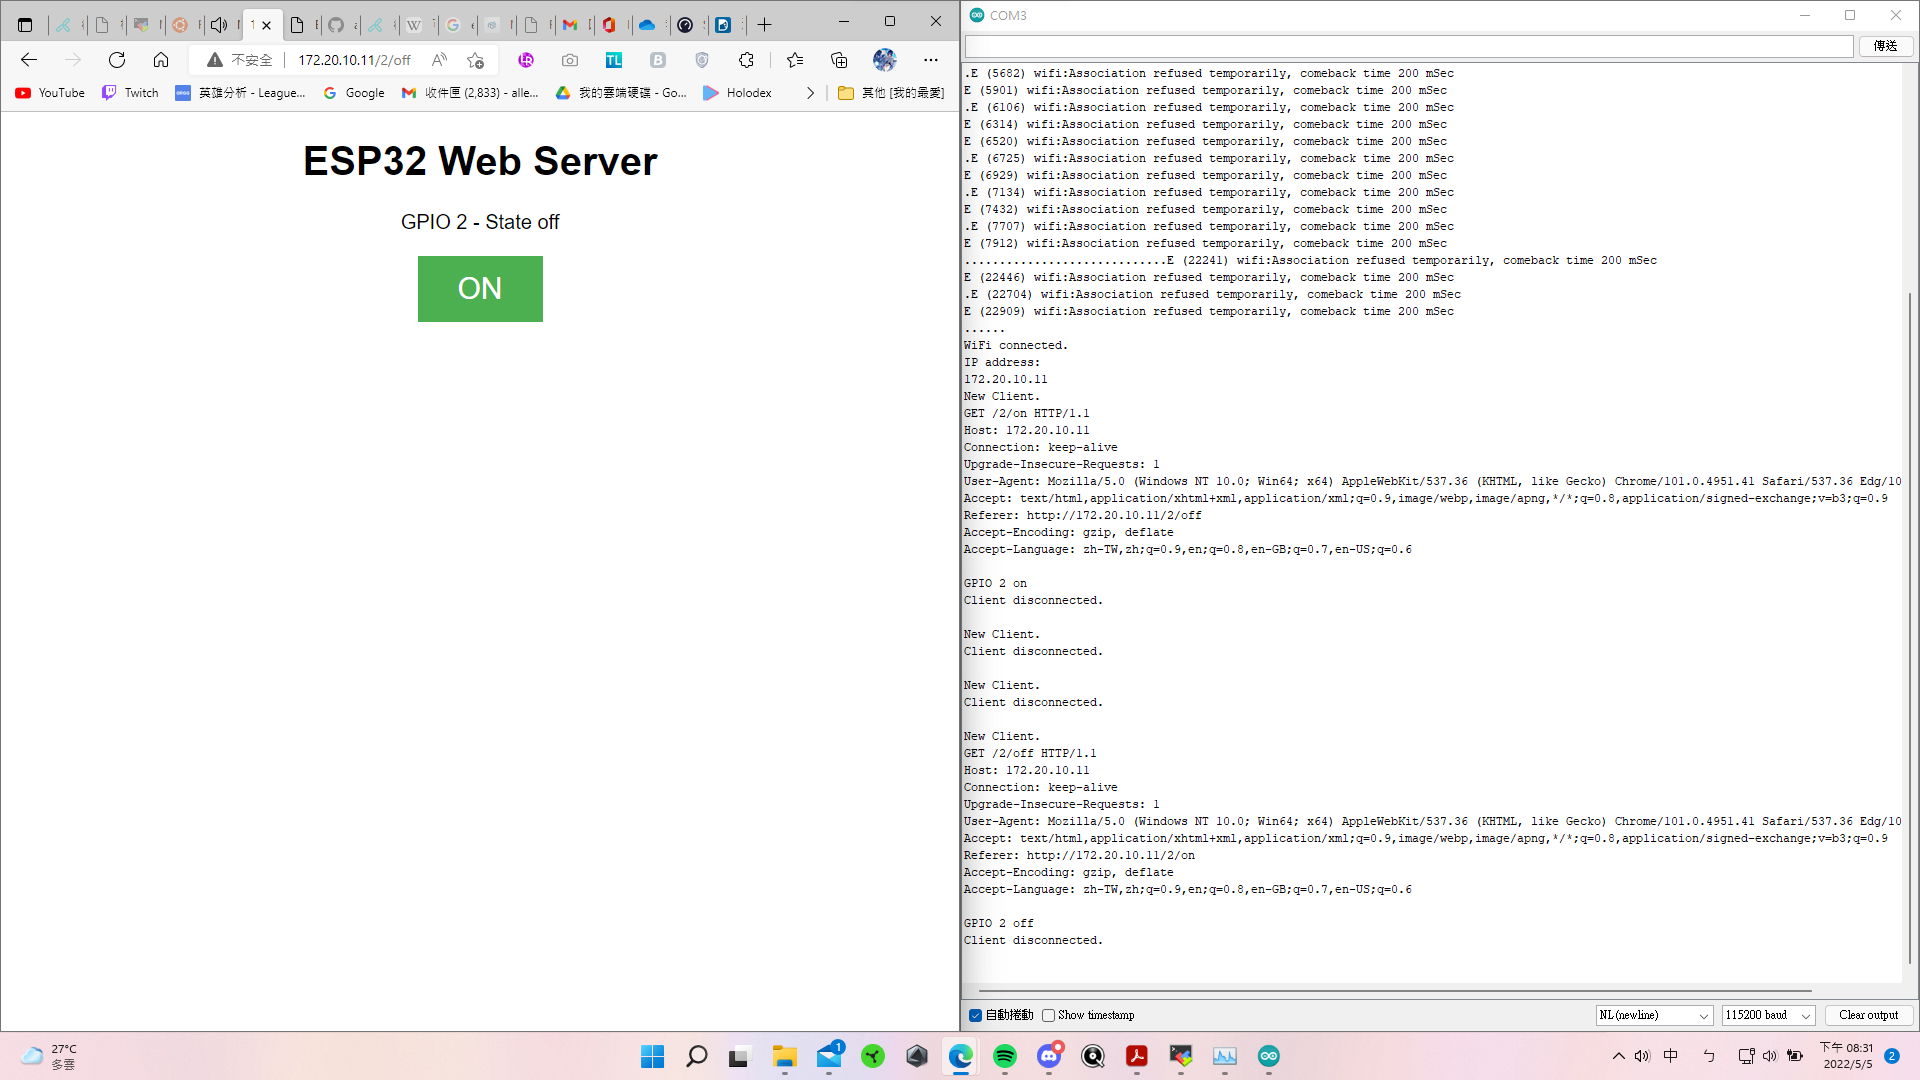 不安全
172.20.10.11/2/off
YouTube
Twitch
英雄分析 - League...
Google
收件匣 (2,833) - alle...
我的雲端硬碟 - Go...
Holodex
其他 [我的最愛]
ESP32 Web Server
GPIO 2 - State off
ON
COM3
傳送
.E (5682) wifi:Association refused temporarily, comeback time 200 mSec
E (5901) wifi:Association refused temporarily, comeback time 200 mSec
.E (6106) wifi:Association refused temporarily, comeback time 200 mSec
E (6314) wifi:Association refused temporarily, comeback time 200 mSec
E (6520) wifi:Association refused temporarily, comeback time 200 mSec
.E (6725) wifi:Association refused temporarily, comeback time 200 mSec
E (6929) wifi:Association refused temporarily, comeback time 200 mSec
.E (7134) wifi:Association refused temporarily, comeback time 200 mSec
E (7432) wifi:Association refused temporarily, comeback time 200 mSec
.E (7707) wifi:Association refused temporarily, comeback time 200 mSec
E (7912) wifi:Association refused temporarily, comeback time 200 mSec
.............................E (22241) wifi:Association refused temporarily, comeback time 200 mSec
E (22446) wifi:Association refused temporarily, comeback time 200 mSec
.E (22704) wifi:Association refused temporarily, comeback time 200 mSec
E (22909) wifi:Association refused temporarily, comeback time 200 mSec
......
WiFi connected.
IP address:
172.20.10.11
New Client.
GET /2/on HTTP/1.1
Host: 172.20.10.11
Connection: keep-alive
Upgrade-Insecure-Requests: 1
User-Agent: Mozilla/5.0 (Windows NT 10.0; Win64; x64) AppleWebKit/537.36 (KHTML, like Gecko) Chrome/101.0.4951.41 Safari/537.36 Edg/10
Accept: text/html,application/xhtml+xml,application/xml;q=0.9,image/webp,image/apng,*/*;q=0.8,application/signed-exchange;v=b3;q=0.9
Referer: http://172.20.10.11/2/off
Accept-Encoding: gzip, deflate
Accept-Language: zh-TW,zh;q=0.9,en;q=0.8,en-GB;q=0.7,en-US;q=0.6
GPIO 2 on
Client disconnected.
New Client.
Client disconnected.
New Client.
Client disconnected.
New Client.
GET /2/off HTTP/1.1
Host: 172.20.10.11
Connection: keep-alive
Upgrade-Insecure-Requests: 1
User-Agent: Mozilla/5.0 (Windows NT 10.0; Win64; x64) AppleWebKit/537.36 (KHTML, like Gecko) Chrome/101.0.4951.41 Safari/537.36 Edg/10
Accept: text/html,application/xhtml+xml,application/xml;q=0.9,image/webp,image/apng,*/*;q=0.8,application/signed-exchange;v=b3;q=0.9
Referer: http://172.20.10.11/2/on
Accept-Encoding: gzip, deflate
Accept-Language: zh-TW,zh;q=0.9,en;q=0.8,en-GB;q=0.7,en-US;q=0.6
GPIO 2 off
Client disconnected.
自動捲動
Show timestamp
NL(newline)
115200 baud
Clear output
27°C
多雲
1
中
ㄅ
下午 08:31
2022/5/5
2